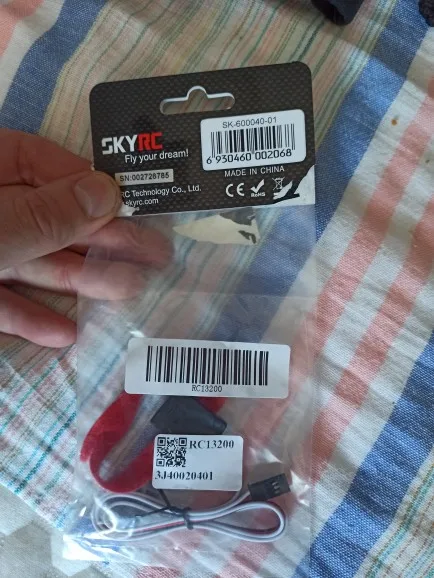 SKYRC
Fly your dream!
SK-600040-01
6 930460 002068
MADE IN CHINA
SN:002726785
RC Technology Co., Ltd.
skyrc.com
CE RoHS
RC13200
RC13200
3J40020401